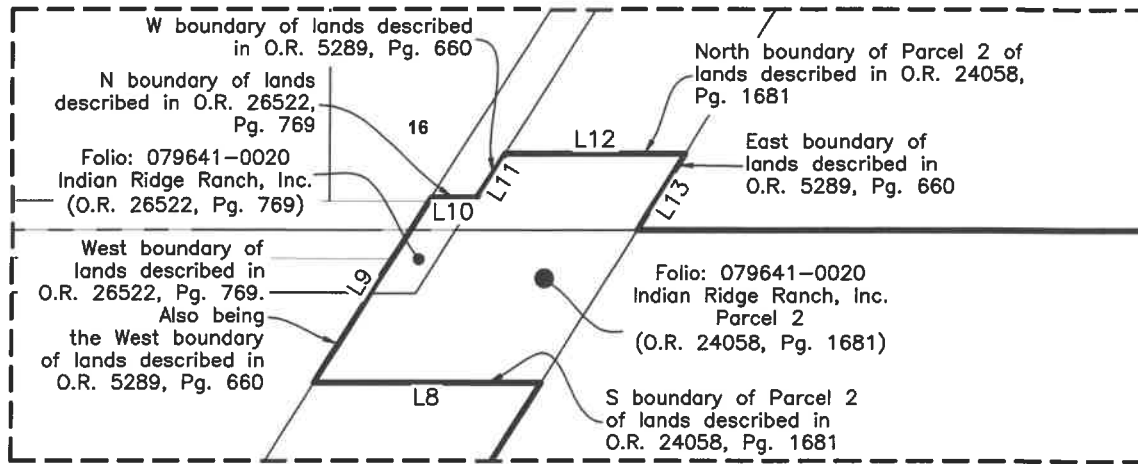 W boundary of lands described
in O.R. 5289, Pg. 660
N boundary of lands
described in O.R. 26522,
Pg. 769
Folio: 079641-0020
Indian Ridge Ranch, Inc.
(O.R. 26522, Pg. 769)
West boundary of
lands described in
O.R. 26522, Pg. 769.
Also being
the West boundary
of lands described in
O.R. 5289, Pg. 660
16
L9
L10
L11
L12
L13
L8
North boundary of Parcel 2 of
lands described in O.R. 24058,
Pg. 1681
East boundary of
lands described in
O.R. 5289, Pg. 660
Folio: 079641-0020
Indian Ridge Ranch, Inc.
Parcel 2
(O.R. 24058, Pg. 1681)
S boundary of Parcel 2
of lands described in
O.R. 24058, Pg. 1681